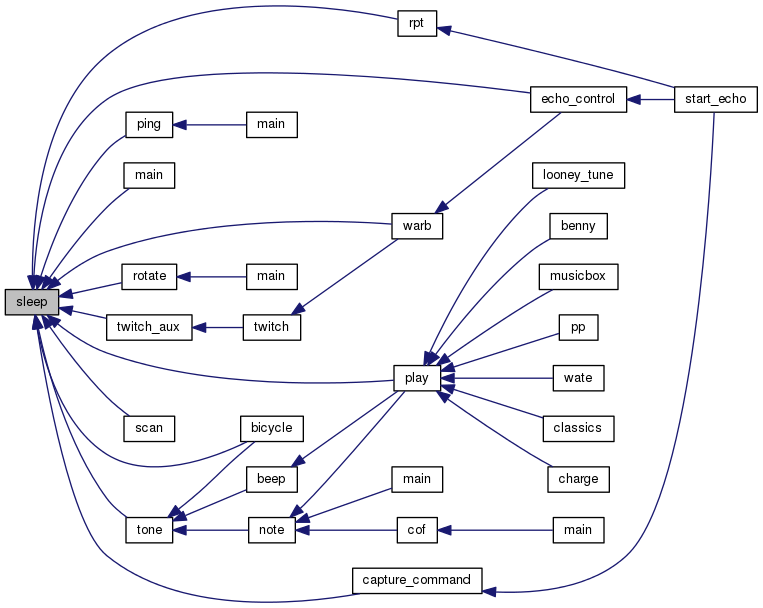 rpt
echo_control
start_echo
ping
main
looney_tune
main
warb
benny
rotate
main
musicbox
sleep
twitch_aux
twitch
pp
play
wate
scan
bicycle
classics
beep
main
charge
tone
note
cof
main
capture_command